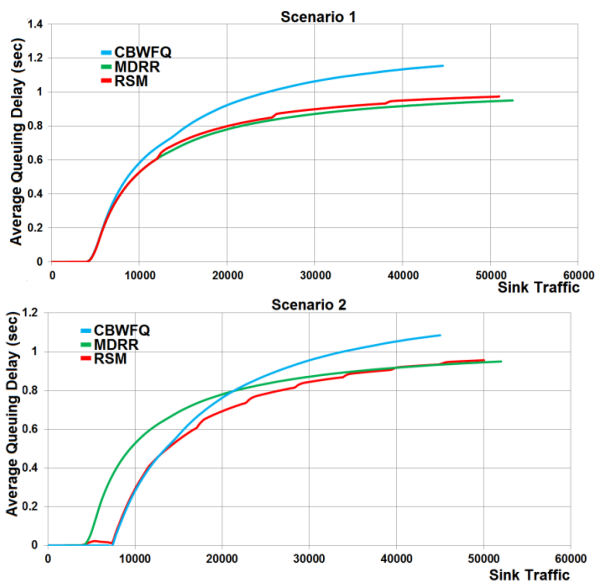 Scenario 1
Average Queuing Delay (sec)
1.4
1.2
1
0.8
0.6
0.4
0.2
0
CBWFQ
MDRR
RSM
0 10000 20000 30000 40000 50000 60000
Sink Traffic
Scenario 2
Average Queuing Delay (sec)
1.2
1
0.8
0.6
0.4
0.2
0
CBWFQ
MDRR
RSM
0 10000 20000 30000 40000 50000 60000
Sink Traffic